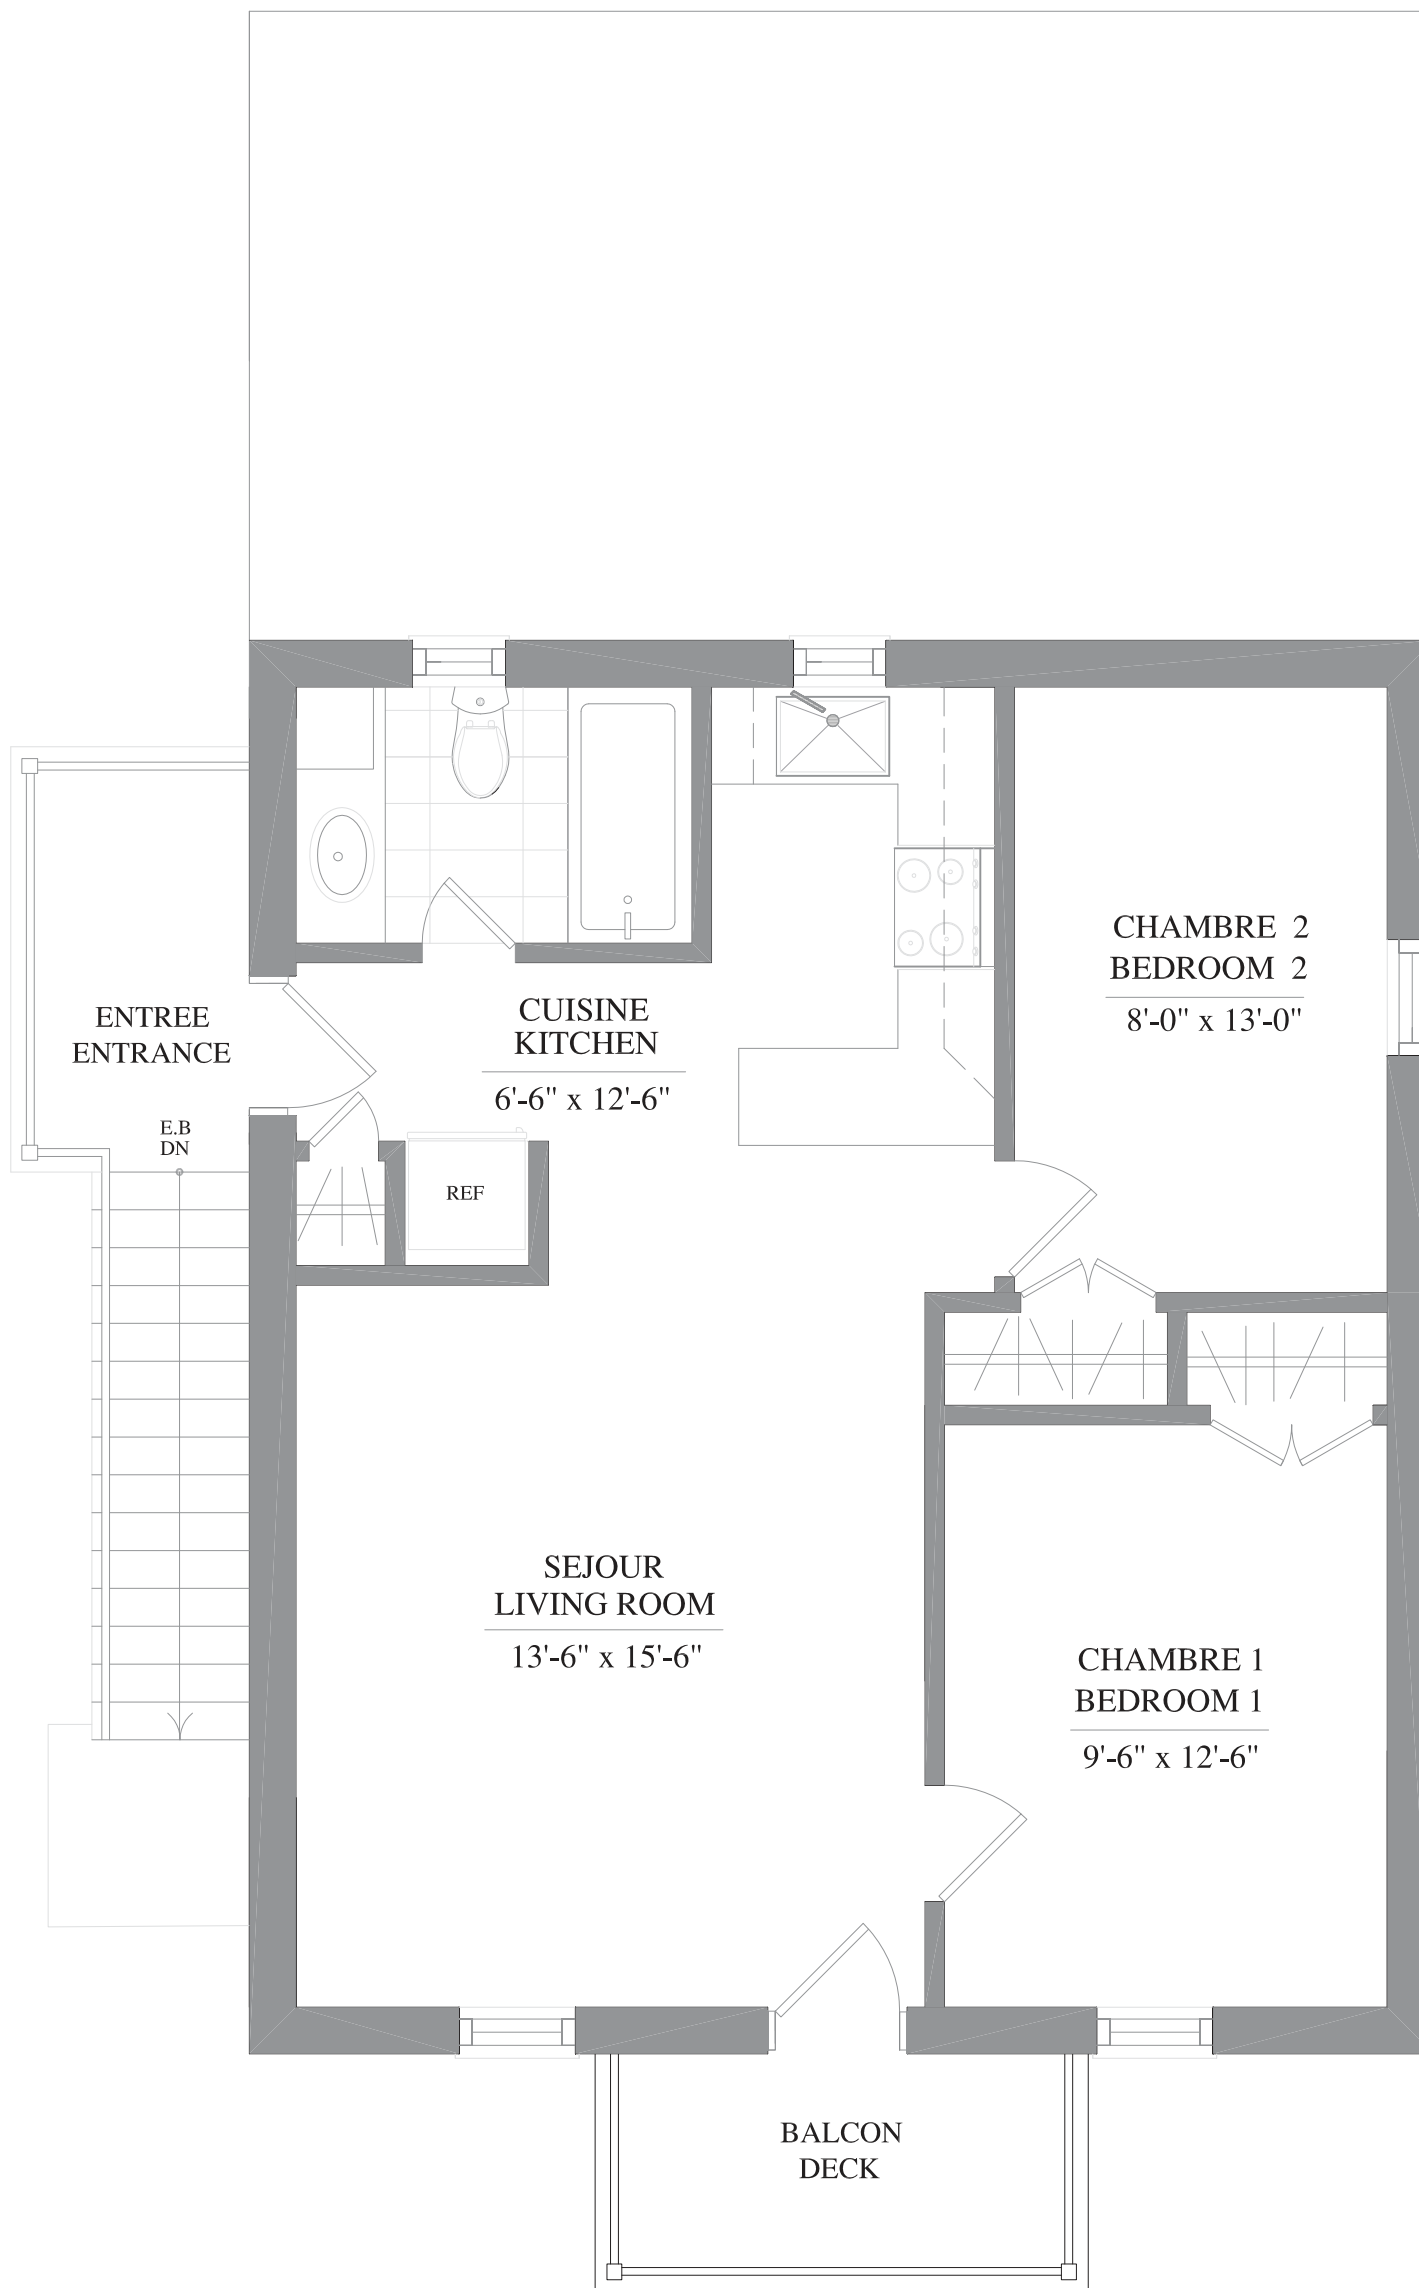 CHAMBRE 2
BEDROOM 2
8'-0" x 13'-0"
ENTREE
ENTRANCE
CUISINE
KITCHEN
6'-6" x 12'-6"
E.B
DN
REF
SEJOUR
LIVING ROOM
13'-6" x 15'-6"
CHAMBRE 1
BEDROOM 1
9'-6" x 12'-6"
BALCON
DECK